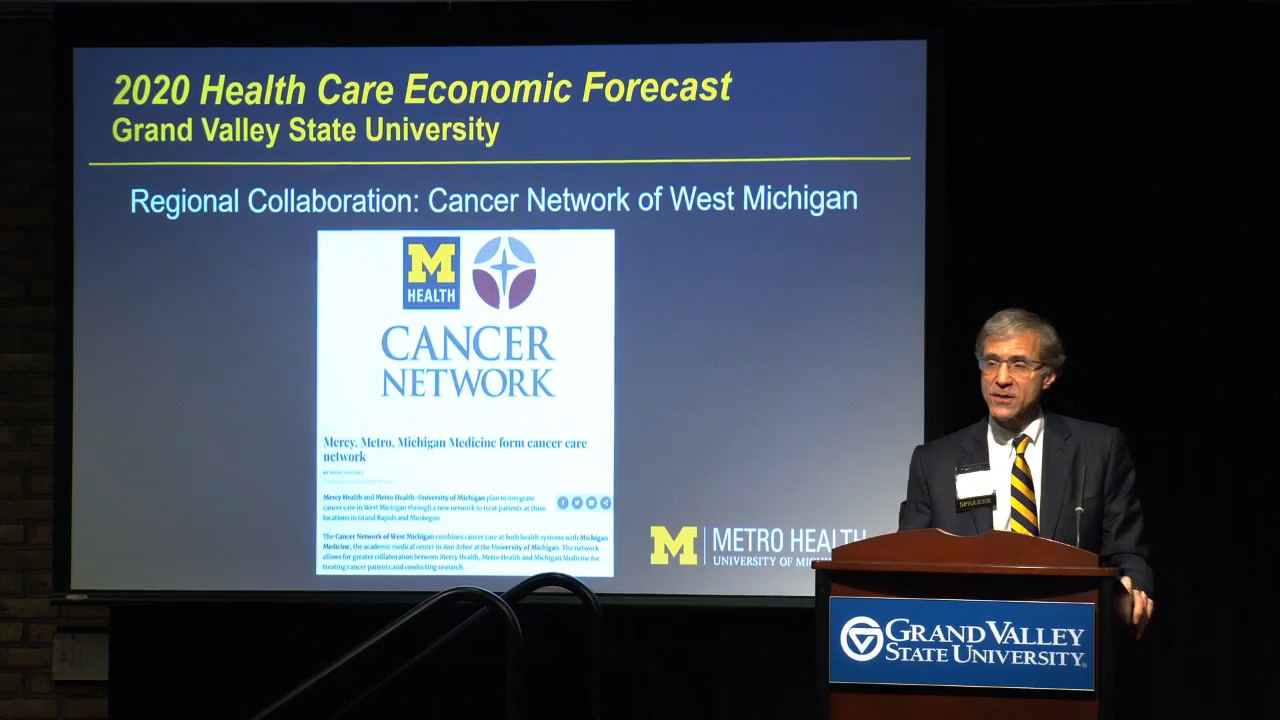 2020 Health Care Economic Forecast
Grand Valley State University
Regional Collaboration: Cancer Network of West Michigan
M
HEALTH
CANCER
NETWORK
Mercy, Metro, Michigan Medicine form cancer care
network
Mercy Health and Metro Health-University of Michigan plan to integrate
cancer care in West Michigan through a new network to treat patients at three
locations in Grand Rapids and Muskegon.
The Cancer Network of West Michigan combines cancer care at both health systems with Michigan
Medicine, the academic medical center in Ann Arbor at the University of Michigan. The network
allows for greater collaboration between Mercy Health, Metro Health and Michigan Medicine for
treating cancer patients and conducting research.
M
METRO HEALTH
UNIVERSITY OF
SPEAKER
GRAND VALLEY
STATE UNIVERSITY